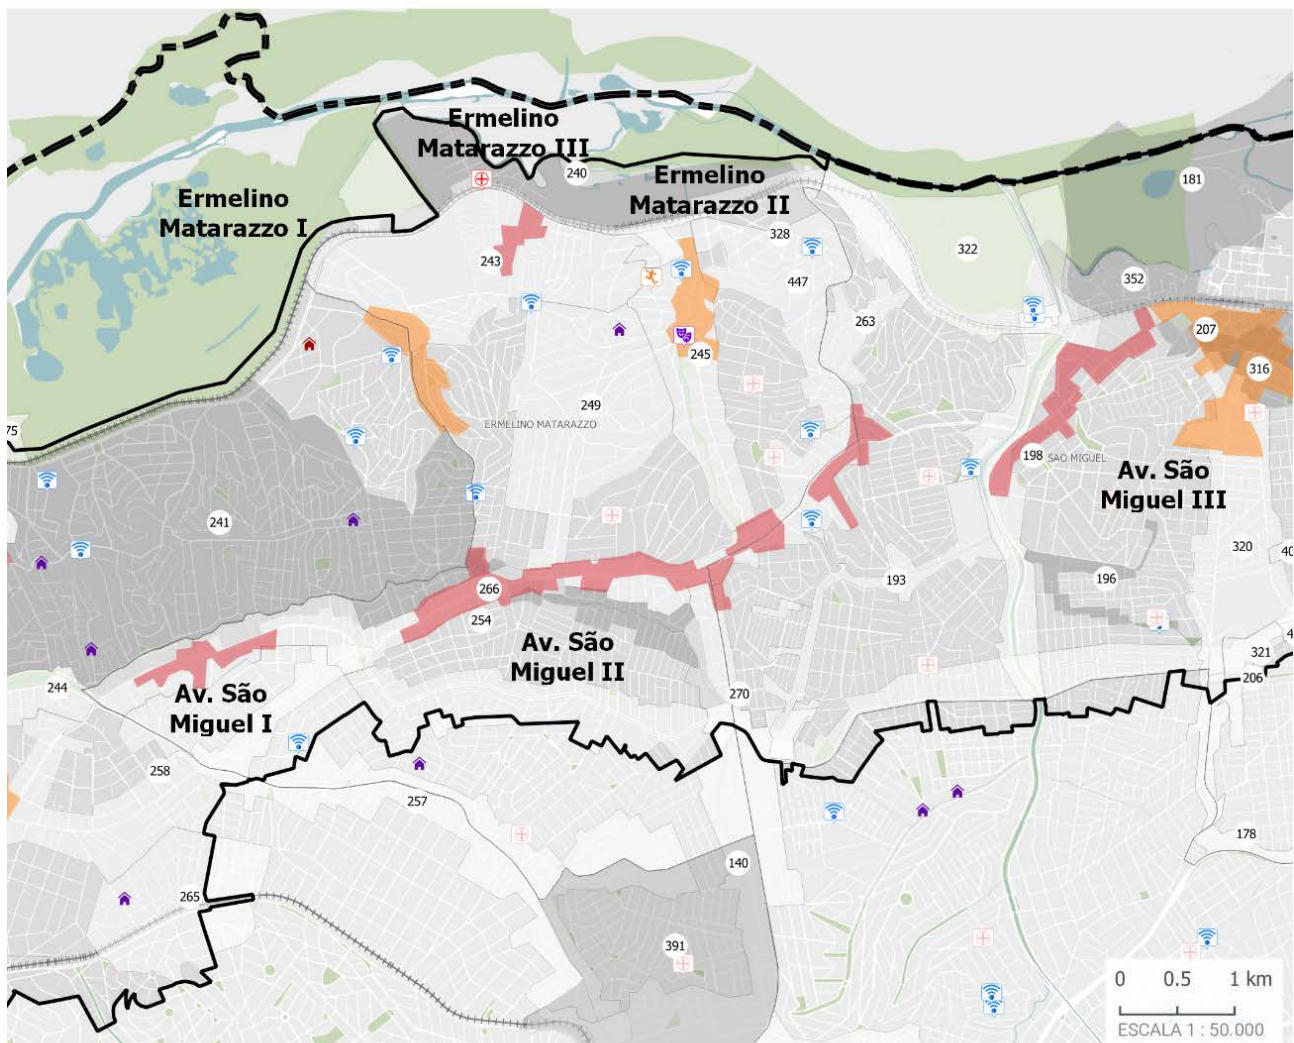 Ermelino
Matarazzo III
240
Ermelino
Matarazzo II
Ermelino
Matarazzo I
181
328
322
243
352
447
263
207
245
316
75
249
ERMELINO MATARAZZO
198
SAO MIGUEL
Av. São
Miguel III
241
320
40
193
196
266
254
Av. São
Miguel II
4
321
206
244
Av. São
Miguel I
270
258
257
178
140
265
391
0 0.5 1 km
ESCALA 1 : 50.000